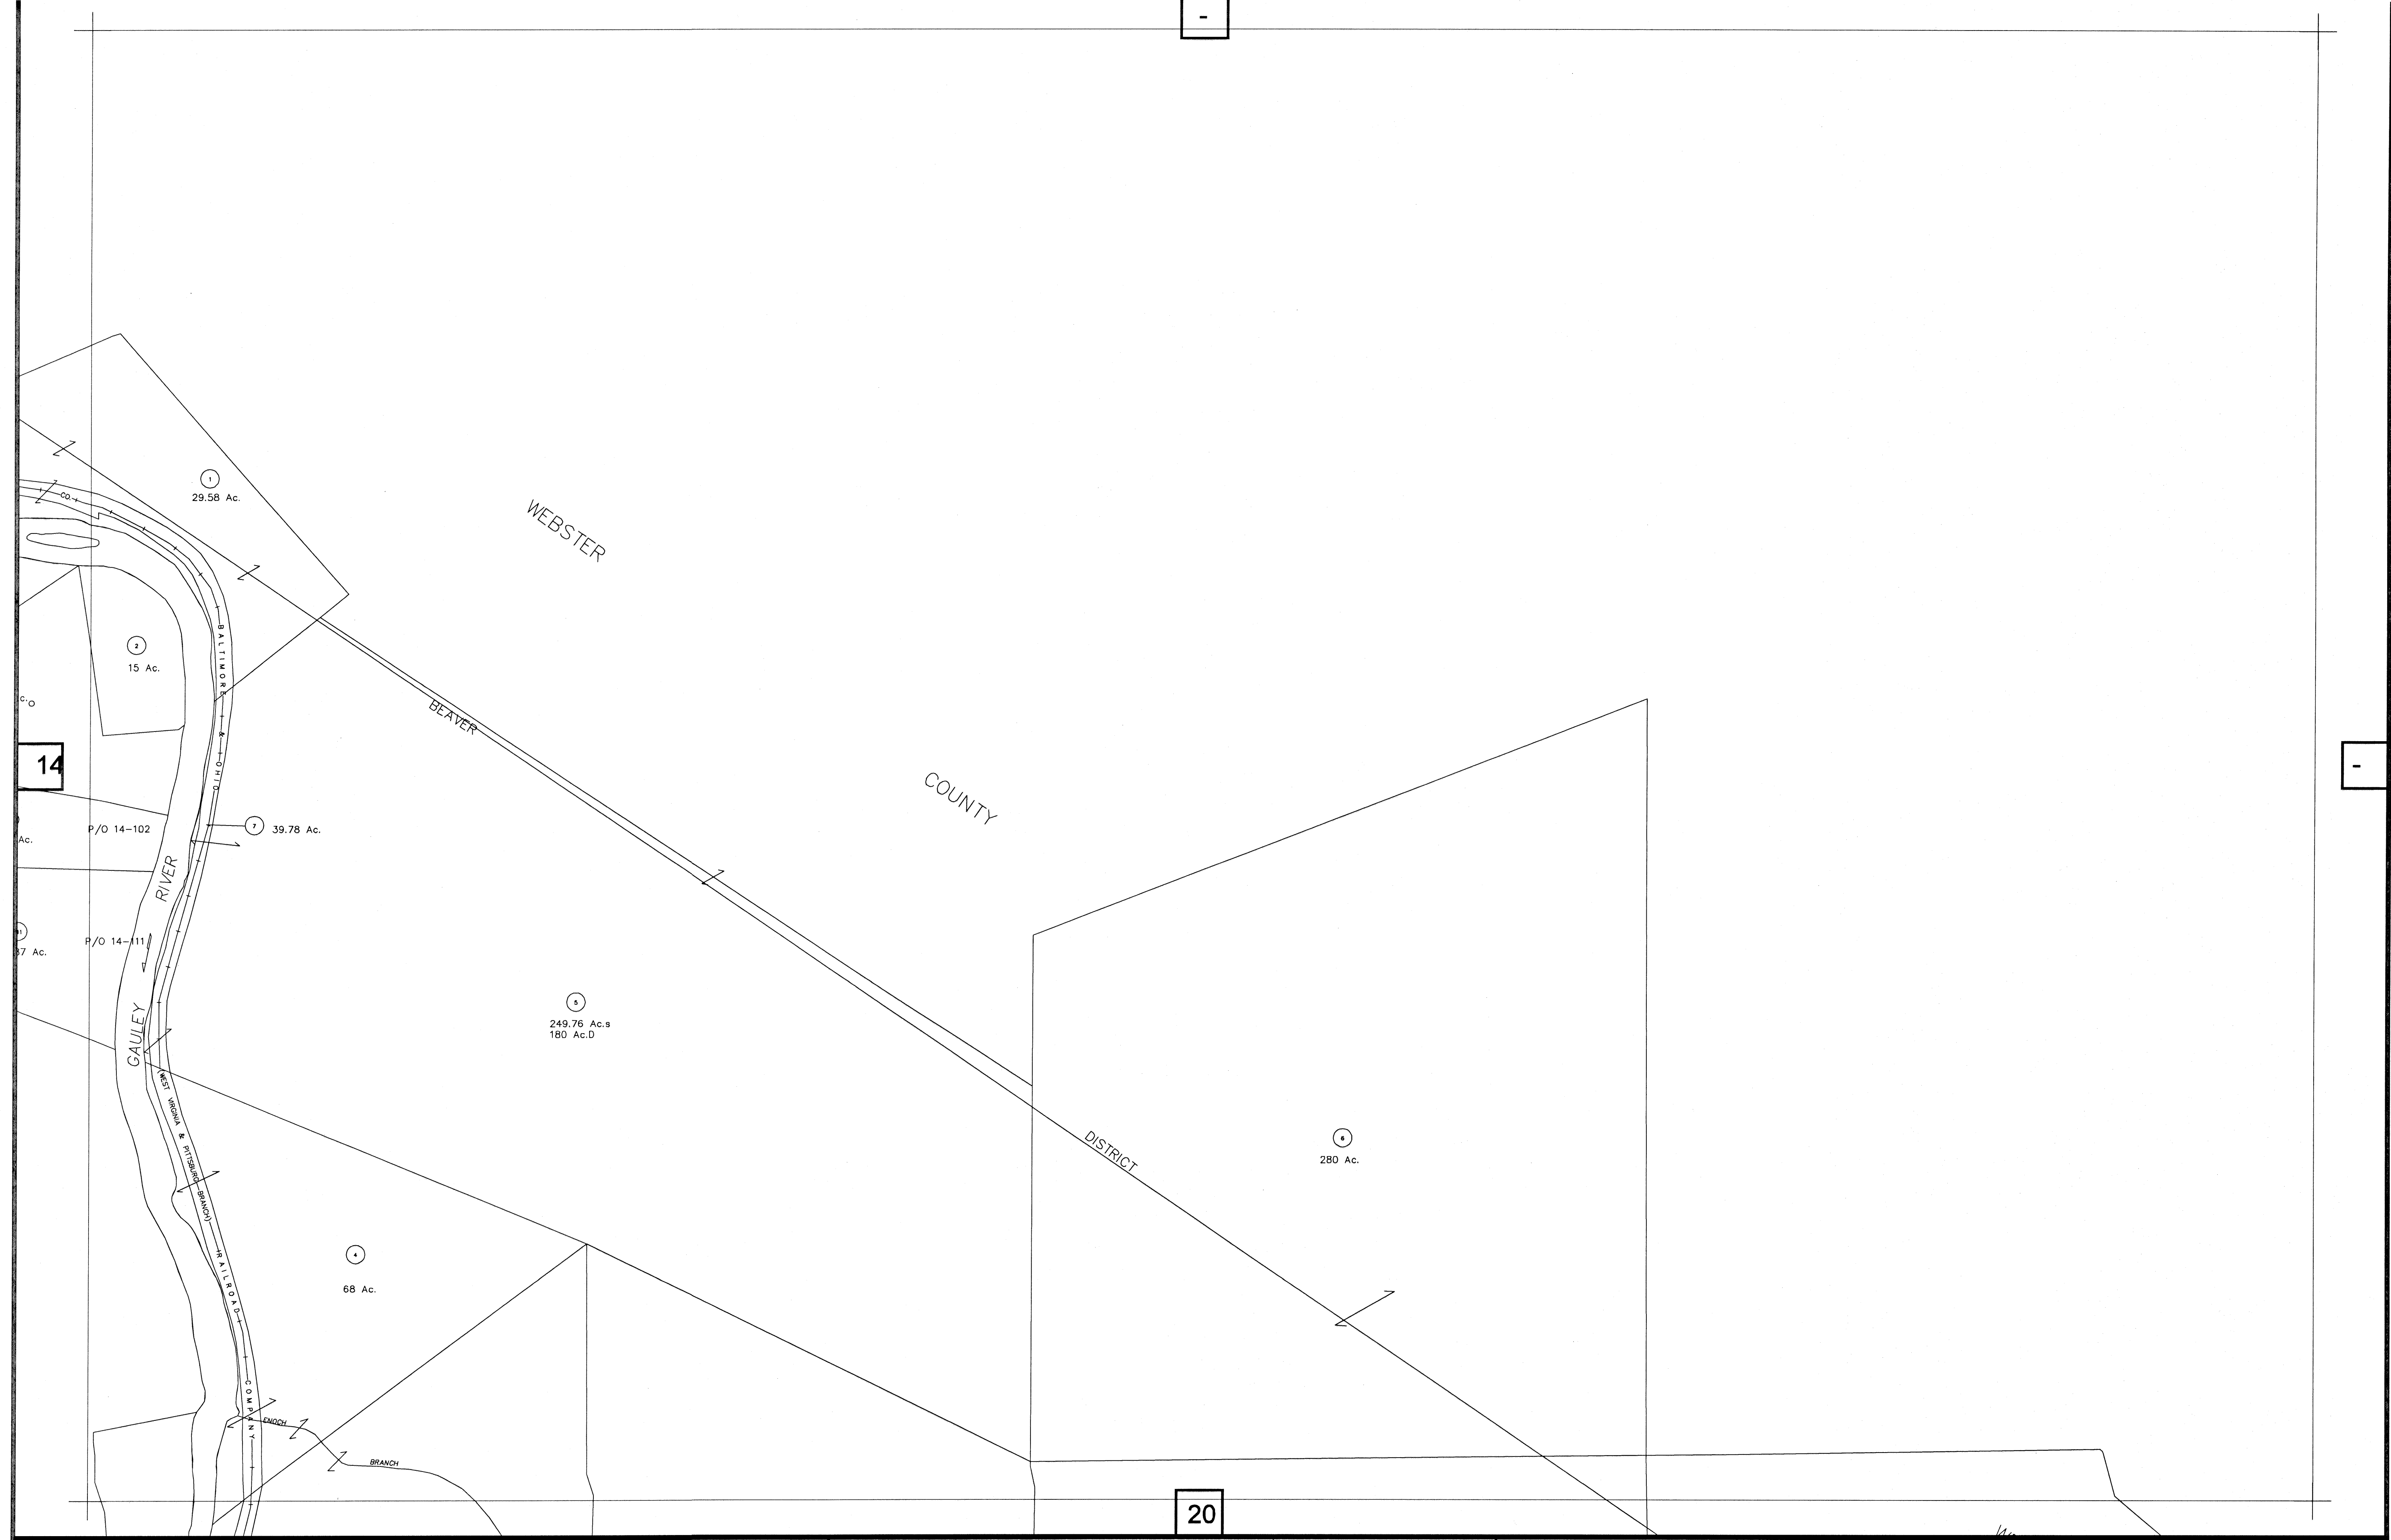 -
1
29.58 Ac.
CO.
WEBSTER
2
15 Ac.
BALTIMORE & OHIO
BEAVER
14
-
COUNTY
P/O 14-102
7
39.78 Ac.
Ac.
RIVER
P/O 14-111
37 Ac.
5
249.76 Ac.s
180 Ac.D
GAULEY
(WEST VIRGINIA & PITTSBURG BRANCH)
DISTRICT
6
280 Ac.
4
68 Ac.
RAILROAD
COMPANY
ENOCH
BRANCH
20